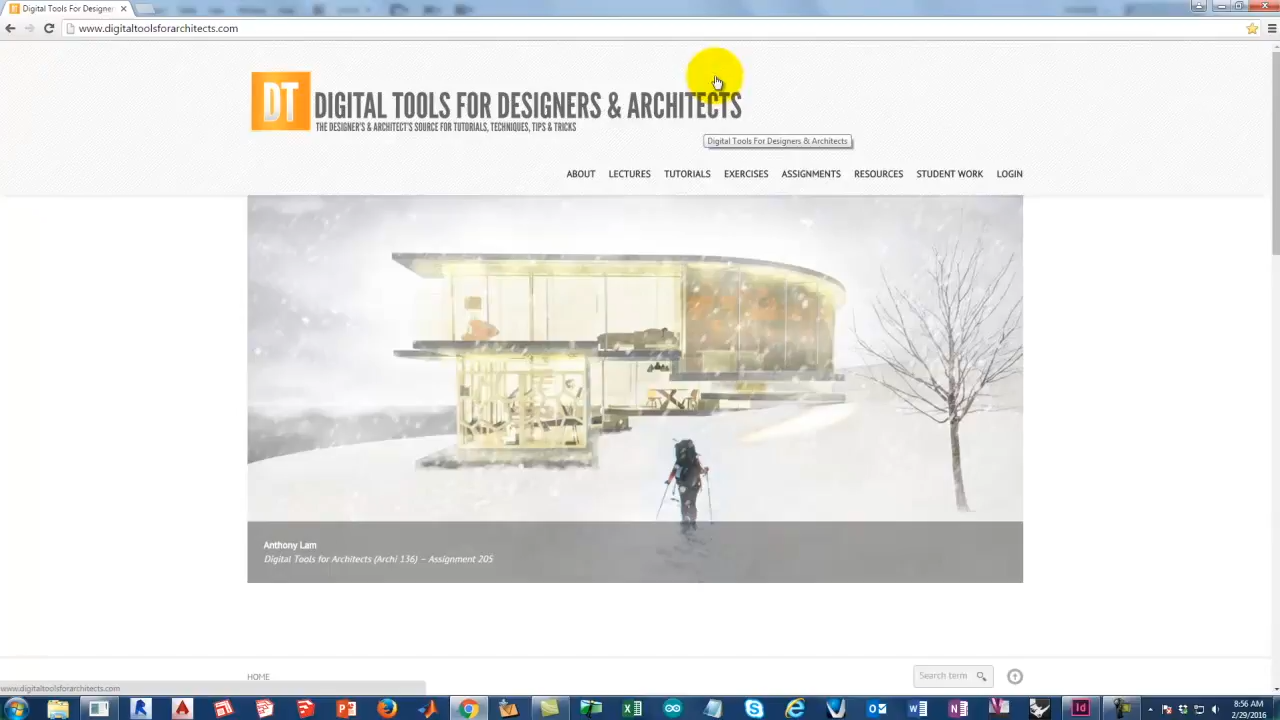 Digital Tools For Designe
www.digitaltoolsforarchitects.com
DT
DIGITAL TOOLS FOR DESIGNERS & ARCHITECTS
THE DESIGNER'S & ARCHITECT'S SOURCE FOR TUTORIALS, TECHNIQUES, TIPS & TRICKS
Digital Tools For Designers & Architects
ABOUT LECTURES TUTORIALS EXERCISES ASSIGNMENTS RESOURCES STUDENT WORK LOGIN
Anthony Lam
Digital Tools for Architects (Archi 136) – Assignment 205
HOME
Search term
www.digitaltoolsforarchitects.com
8:56 AM
2/29/2016